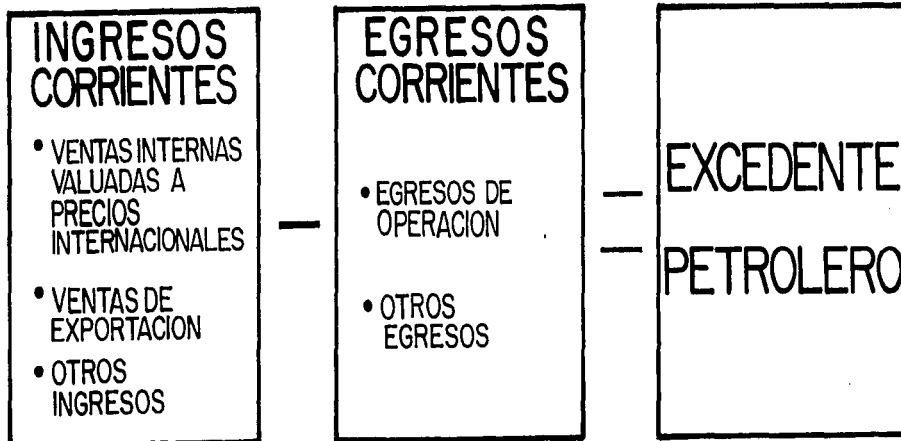 INGRESOS
CORRIENTES
• VENTAS INTERNAS
VALUADAS A
PRECIOS
INTERNACIONALES
• VENTAS DE
EXPORTACION
• OTROS
INGRESOS
—
EGRESOS
CORRIENTES
• EGRESOS DE
OPERACION
• OTROS
EGRESOS
=
EXCEDENTE
PETROLERO